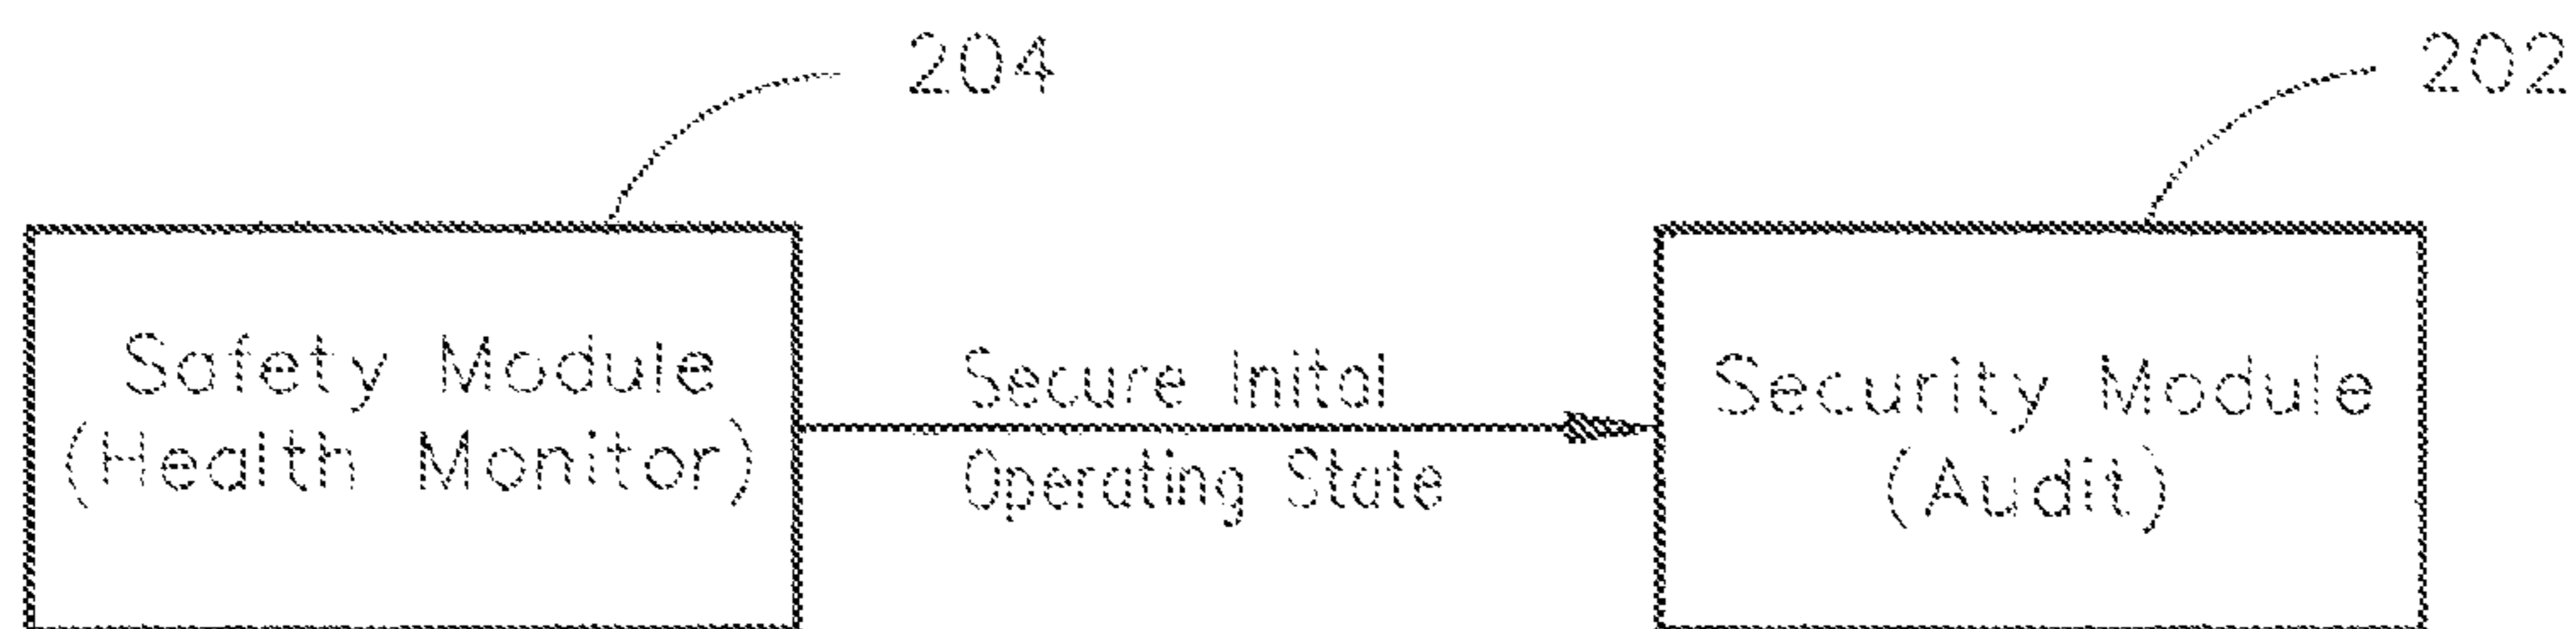 204
202
Safety Module
(Health Monitor)
Secure Inital
Operating State
Security Module
(Audit)